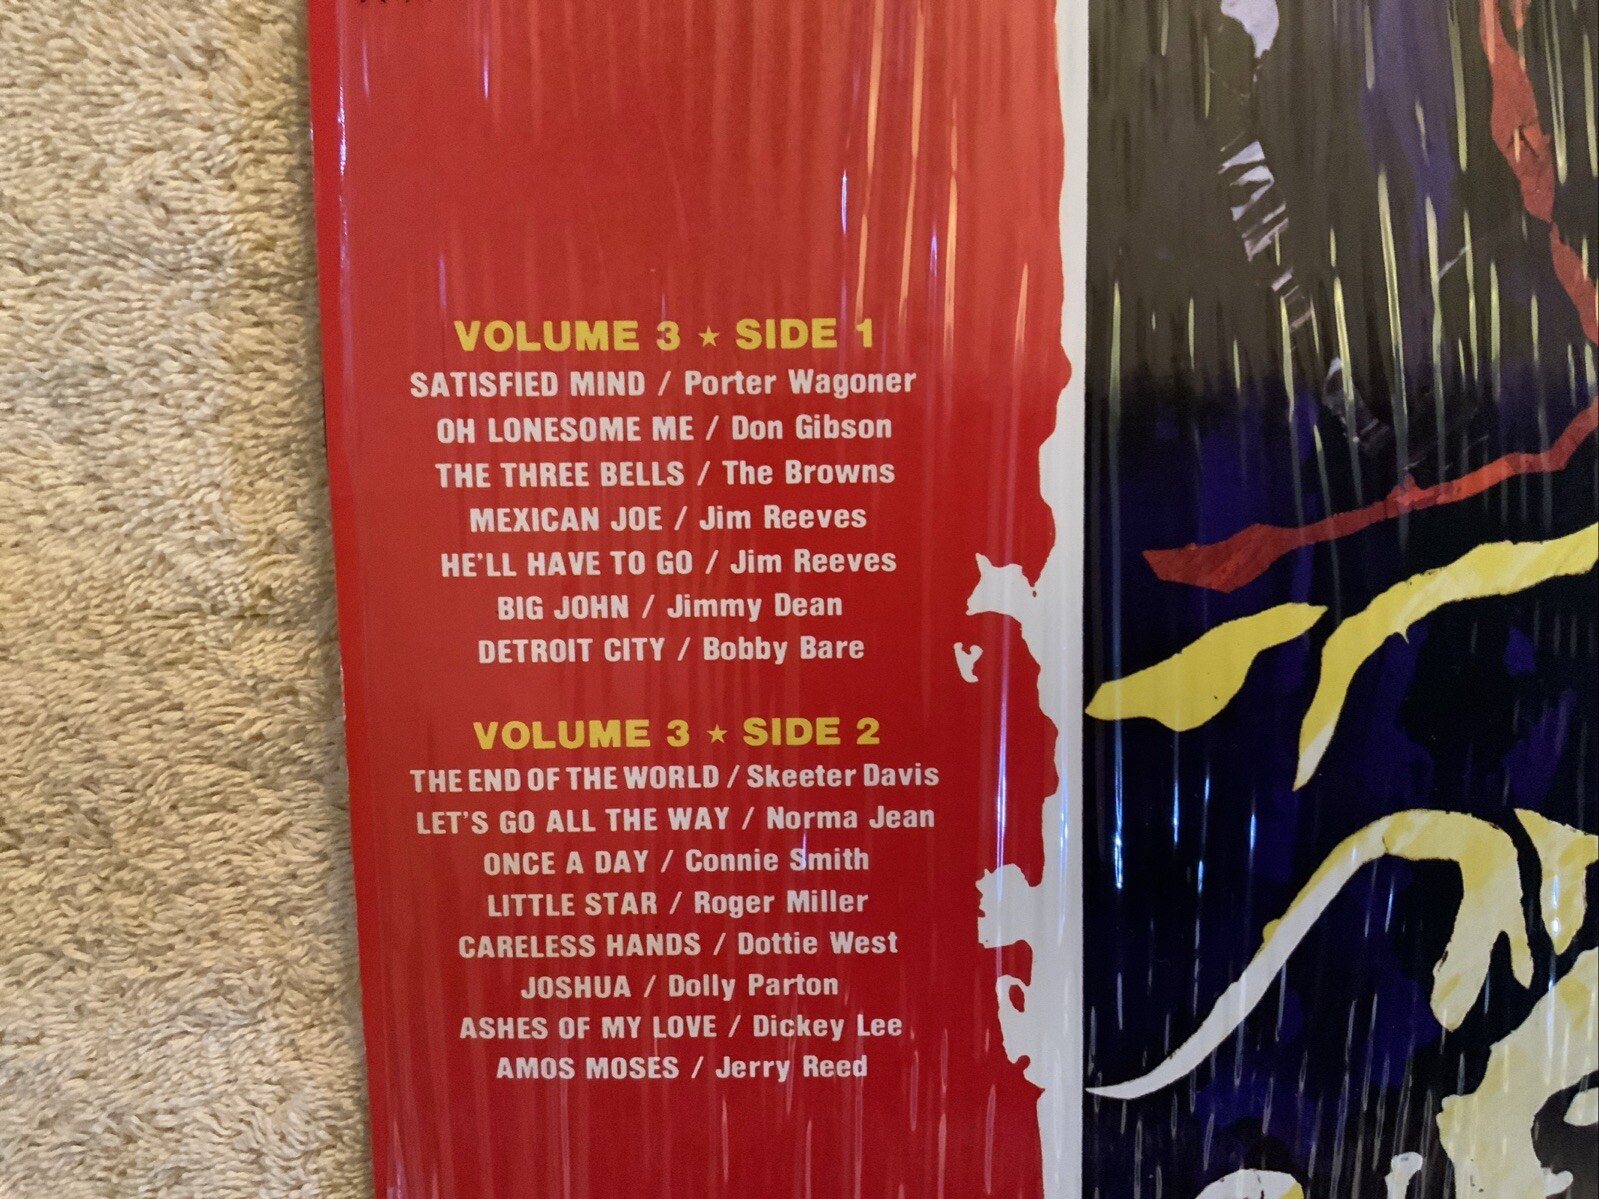 VOLUME 3 ★ SIDE 1
SATISFIED MIND / Porter Wagoner
OH LONESOME ME / Don Gibson
THE THREE BELLS / The Browns
MEXICAN JOE / Jim Reeves
HE'LL HAVE TO GO / Jim Reeves
BIG JOHN / Jimmy Dean
DETROIT CITY / Bobby Bare
VOLUME 3 ★ SIDE 2
THE END OF THE WORLD / Skeeter Davis
LET'S GO ALL THE WAY / Norma Jean
ONCE A DAY / Connie Smith
LITTLE STAR / Roger Miller
CARELESS HANDS / Dottie West
JOSHUA / Dolly Parton
ASHES OF MY LOVE / Dickey Lee
AMOS MOSES / Jerry Reed